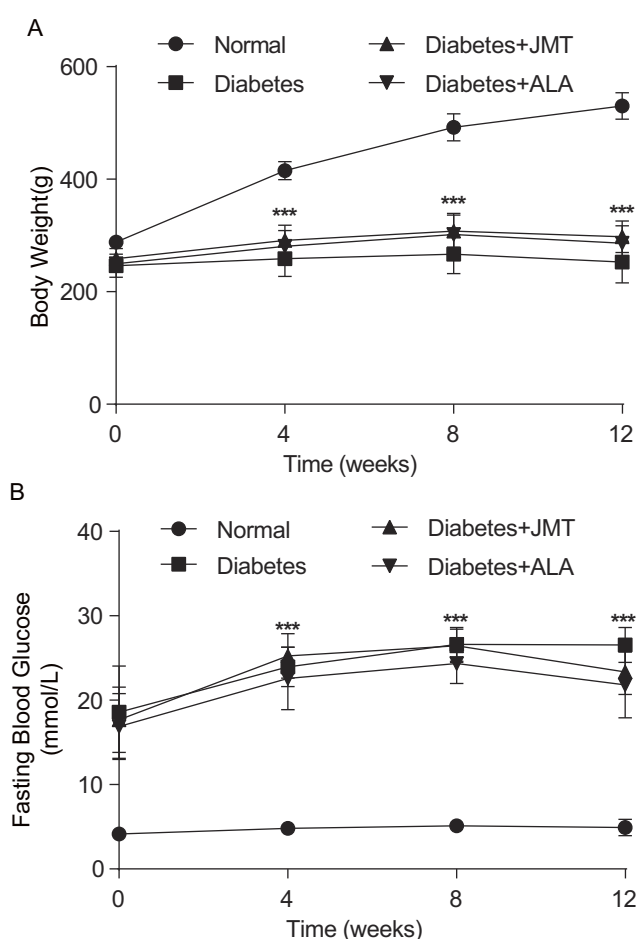 A
Normal
Diabetes+JMT
Diabetes
Diabetes+ALA
600
400
200
0
Body Weight(g)
***
***
***
0
4
8
12
Time (weeks)
B
Normal
Diabetes+JMT
Diabetes
Diabetes+ALA
40
30
20
10
0
Fasting Blood Glucose
(mmol/L)
***
***
***
0
4
8
12
Time (weeks)